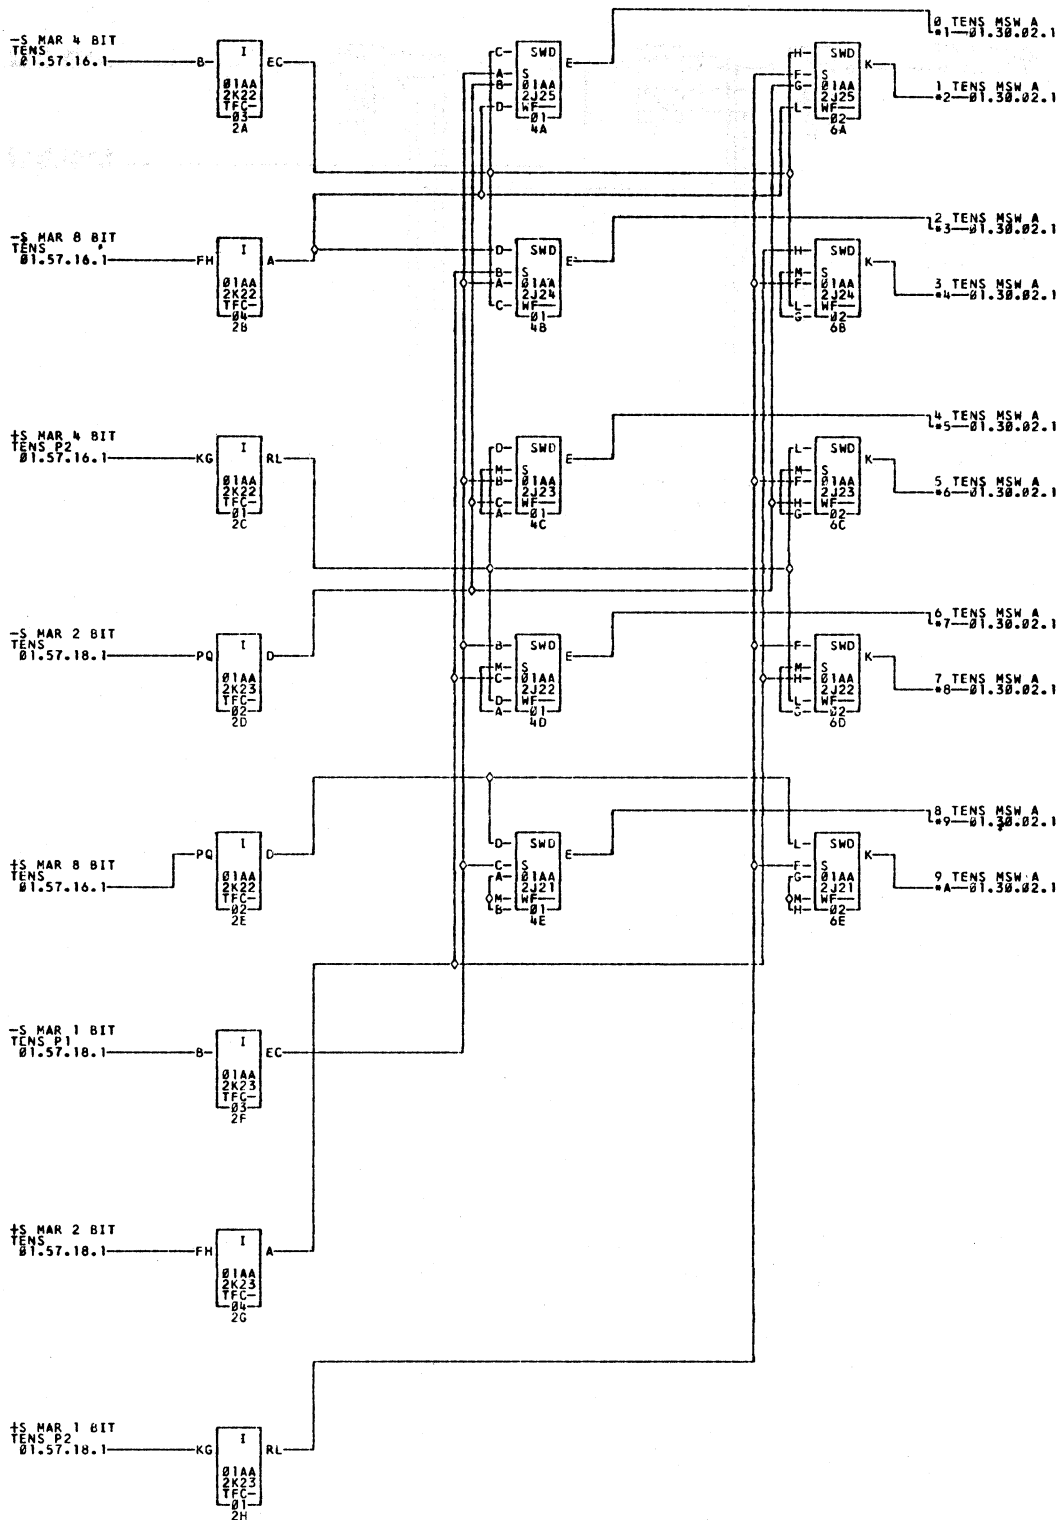 -S MAR 4 BIT
TENS
01.57.16.1 B EC
I
01AA
2K22
TFC-
03
2A
-S MAR 8 BIT
TENS
01.57.16.1 FH A
I
01AA
2K22
TFC-
04
2B
+S MAR 4 BIT
TENS P2
01.57.16.1 KG RL
I
01AA
2K22
TFC-
01
2C
-S MAR 2 BIT
TENS
01.57.18.1 PQ D
I
01AA
2K23
TFC-
02
2D
+S MAR 8 BIT
TENS
01.57.16.1 PQ D
I
01AA
2K22
TFC-
02
2E
-S MAR 1 BIT
TENS P1
01.57.18.1 B EC
I
01AA
2K23
TFC-
03
2F
+S MAR 2 BIT
TENS
01.57.18.1 FH A
I
01AA
2K23
TFC-
04
2G
+S MAR 1 BIT
TENS P2
01.57.18.1 KG RL
I
01AA
2K23
TFC-
01
2H
C SWD E
A S
B 01AA
2J25
D WF
01
4A
D SWD E
B S
A 01AA
2J24
C WF
01
4B
D SWD E
M S
B 01AA
2J23
C WF
A 01
4C
B SWD E
M S
C 01AA
2J22
D WF
A 01
4D
D SWD E
C S
A 01AA
2J21
M WF
B 01
4E
H SWD K
F S
G 01AA
2J25
L WF
02
6A
H SWD K
M S
F 01AA
2J24
L WF
G 02
6B
L SWD K
M S
F 01AA
2J23
H WF
G 02
6C
F SWD K
M S
H 01AA
2J22
L WF
G 02
6D
L SWD K
F S
G 01AA
2J21
M WF
H 02
6E
0 TENS MSW A
*1—01.30.02.1
1 TENS MSW A
*2—01.30.02.1
2 TENS MSW A
*3—01.30.02.1
3 TENS MSW A
*4—01.30.02.1
4 TENS MSW A
*5—01.30.02.1
5 TENS MSW A
*6—01.30.02.1
6 TENS MSW A
*7—01.30.02.1
7 TENS MSW A
*8—01.30.02.1
8 TENS MSW A
*9—01.30.02.1
9 TENS MSW A
*A—01.30.02.1